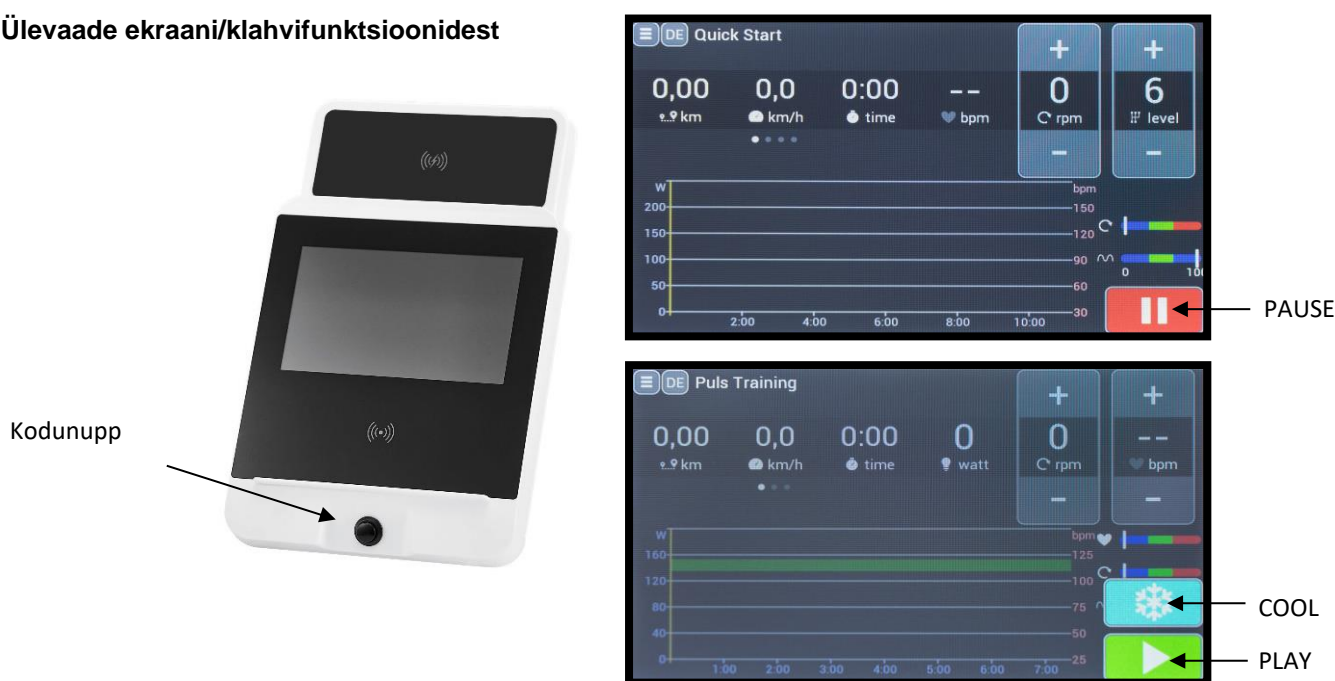 Ülevaade ekraani/klahvifunktsioonidest
Kodunupp
DE Quick Start
0,00 0,0 0:00 -- 0 6
km km/h time bpm rpm level
+ +
- -
W bpm
200 150
150 120
100 90
50 60
0 30
2:00 4:00 6:00 8:00 10:00
0
PAUSE
DE Puls Training
0,00 0,0 0:00 0 0 --
km km/h time watt rpm bpm
+ +
- -
W bpm
160 125
120 100
80 75
40 50
0 25
1:00 2:00 3:00 4:00 5:00 6:00 7:00
COOL
PLAY